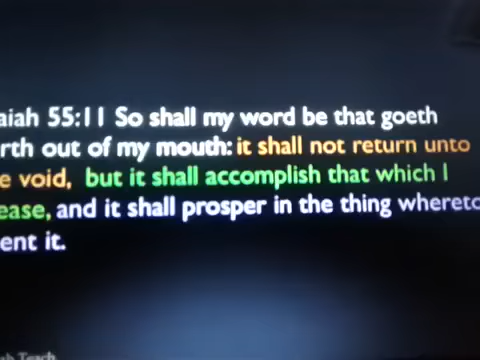 aiah 55:11 So shall my word be that goeth
rth out of my mouth: it shall not return unto
e void, but it shall accomplish that which I
ease, and it shall prosper in the thing whereto
ent it.
ah Teach